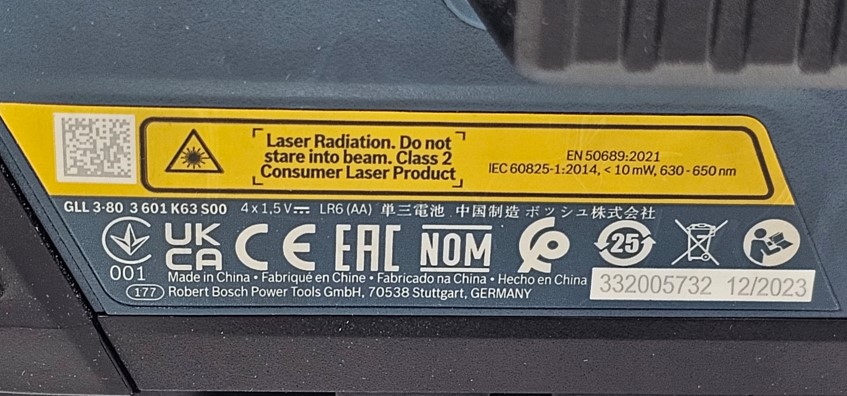 Laser Radiation. Do not
stare into beam. Class 2
Consumer Laser Product
EN 50689:2021
IEC 60825-1:2014, < 10 mW, 630 - 650 nm
GLL 3-80 3 601 K63 S00 4 x 1,5 V LR6 (AA) 単三電池 中国制造 ボッシュ株式会社
001
UK
CA
CE
EAC
NOM
25
Made in China • Fabriqué en Chine • Fabricado na China • Hecho en China
177 Robert Bosch Power Tools GmbH, 70538 Stuttgart, GERMANY
332005732 12/2023